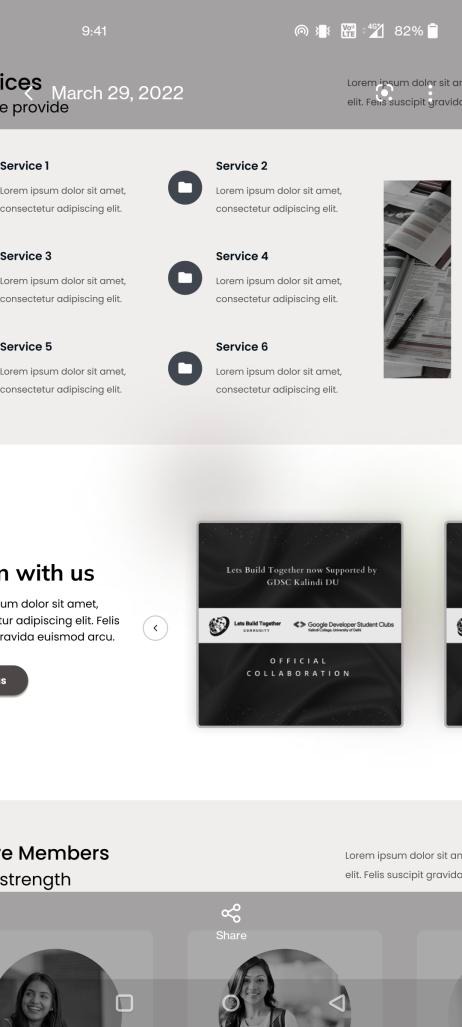 9:41
Vo)) LTE 4G 82%
ices
March 29, 2022
e provide
Lorem ipsum dolor sit am
elit. Felis suscipit gravida
Service 1
Lorem ipsum dolor sit amet,
consectetur adipiscing elit.
Service 2
Lorem ipsum dolor sit amet,
consectetur adipiscing elit.
Service 3
Lorem ipsum dolor sit amet,
consectetur adipiscing elit.
Service 4
Lorem ipsum dolor sit amet,
consectetur adipiscing elit.
Service 5
Lorem ipsum dolor sit amet,
consectetur adipiscing elit.
Service 6
Lorem ipsum dolor sit amet,
consectetur adipiscing elit.
n with us
um dolor sit amet,
tur adipiscing elit. Felis
ravida euismod arcu.
s
Lets Build Together now Supported by
GDSC Kalindi DU
Lets Build Together
COMMUNITY
Google Developer Student Clubs
Kalindi College, University of Delhi
OFFICIAL
COLLABORATION
e Members
strength
Lorem ipsum dolor sit an
elit. Felis suscipit gravida
Share